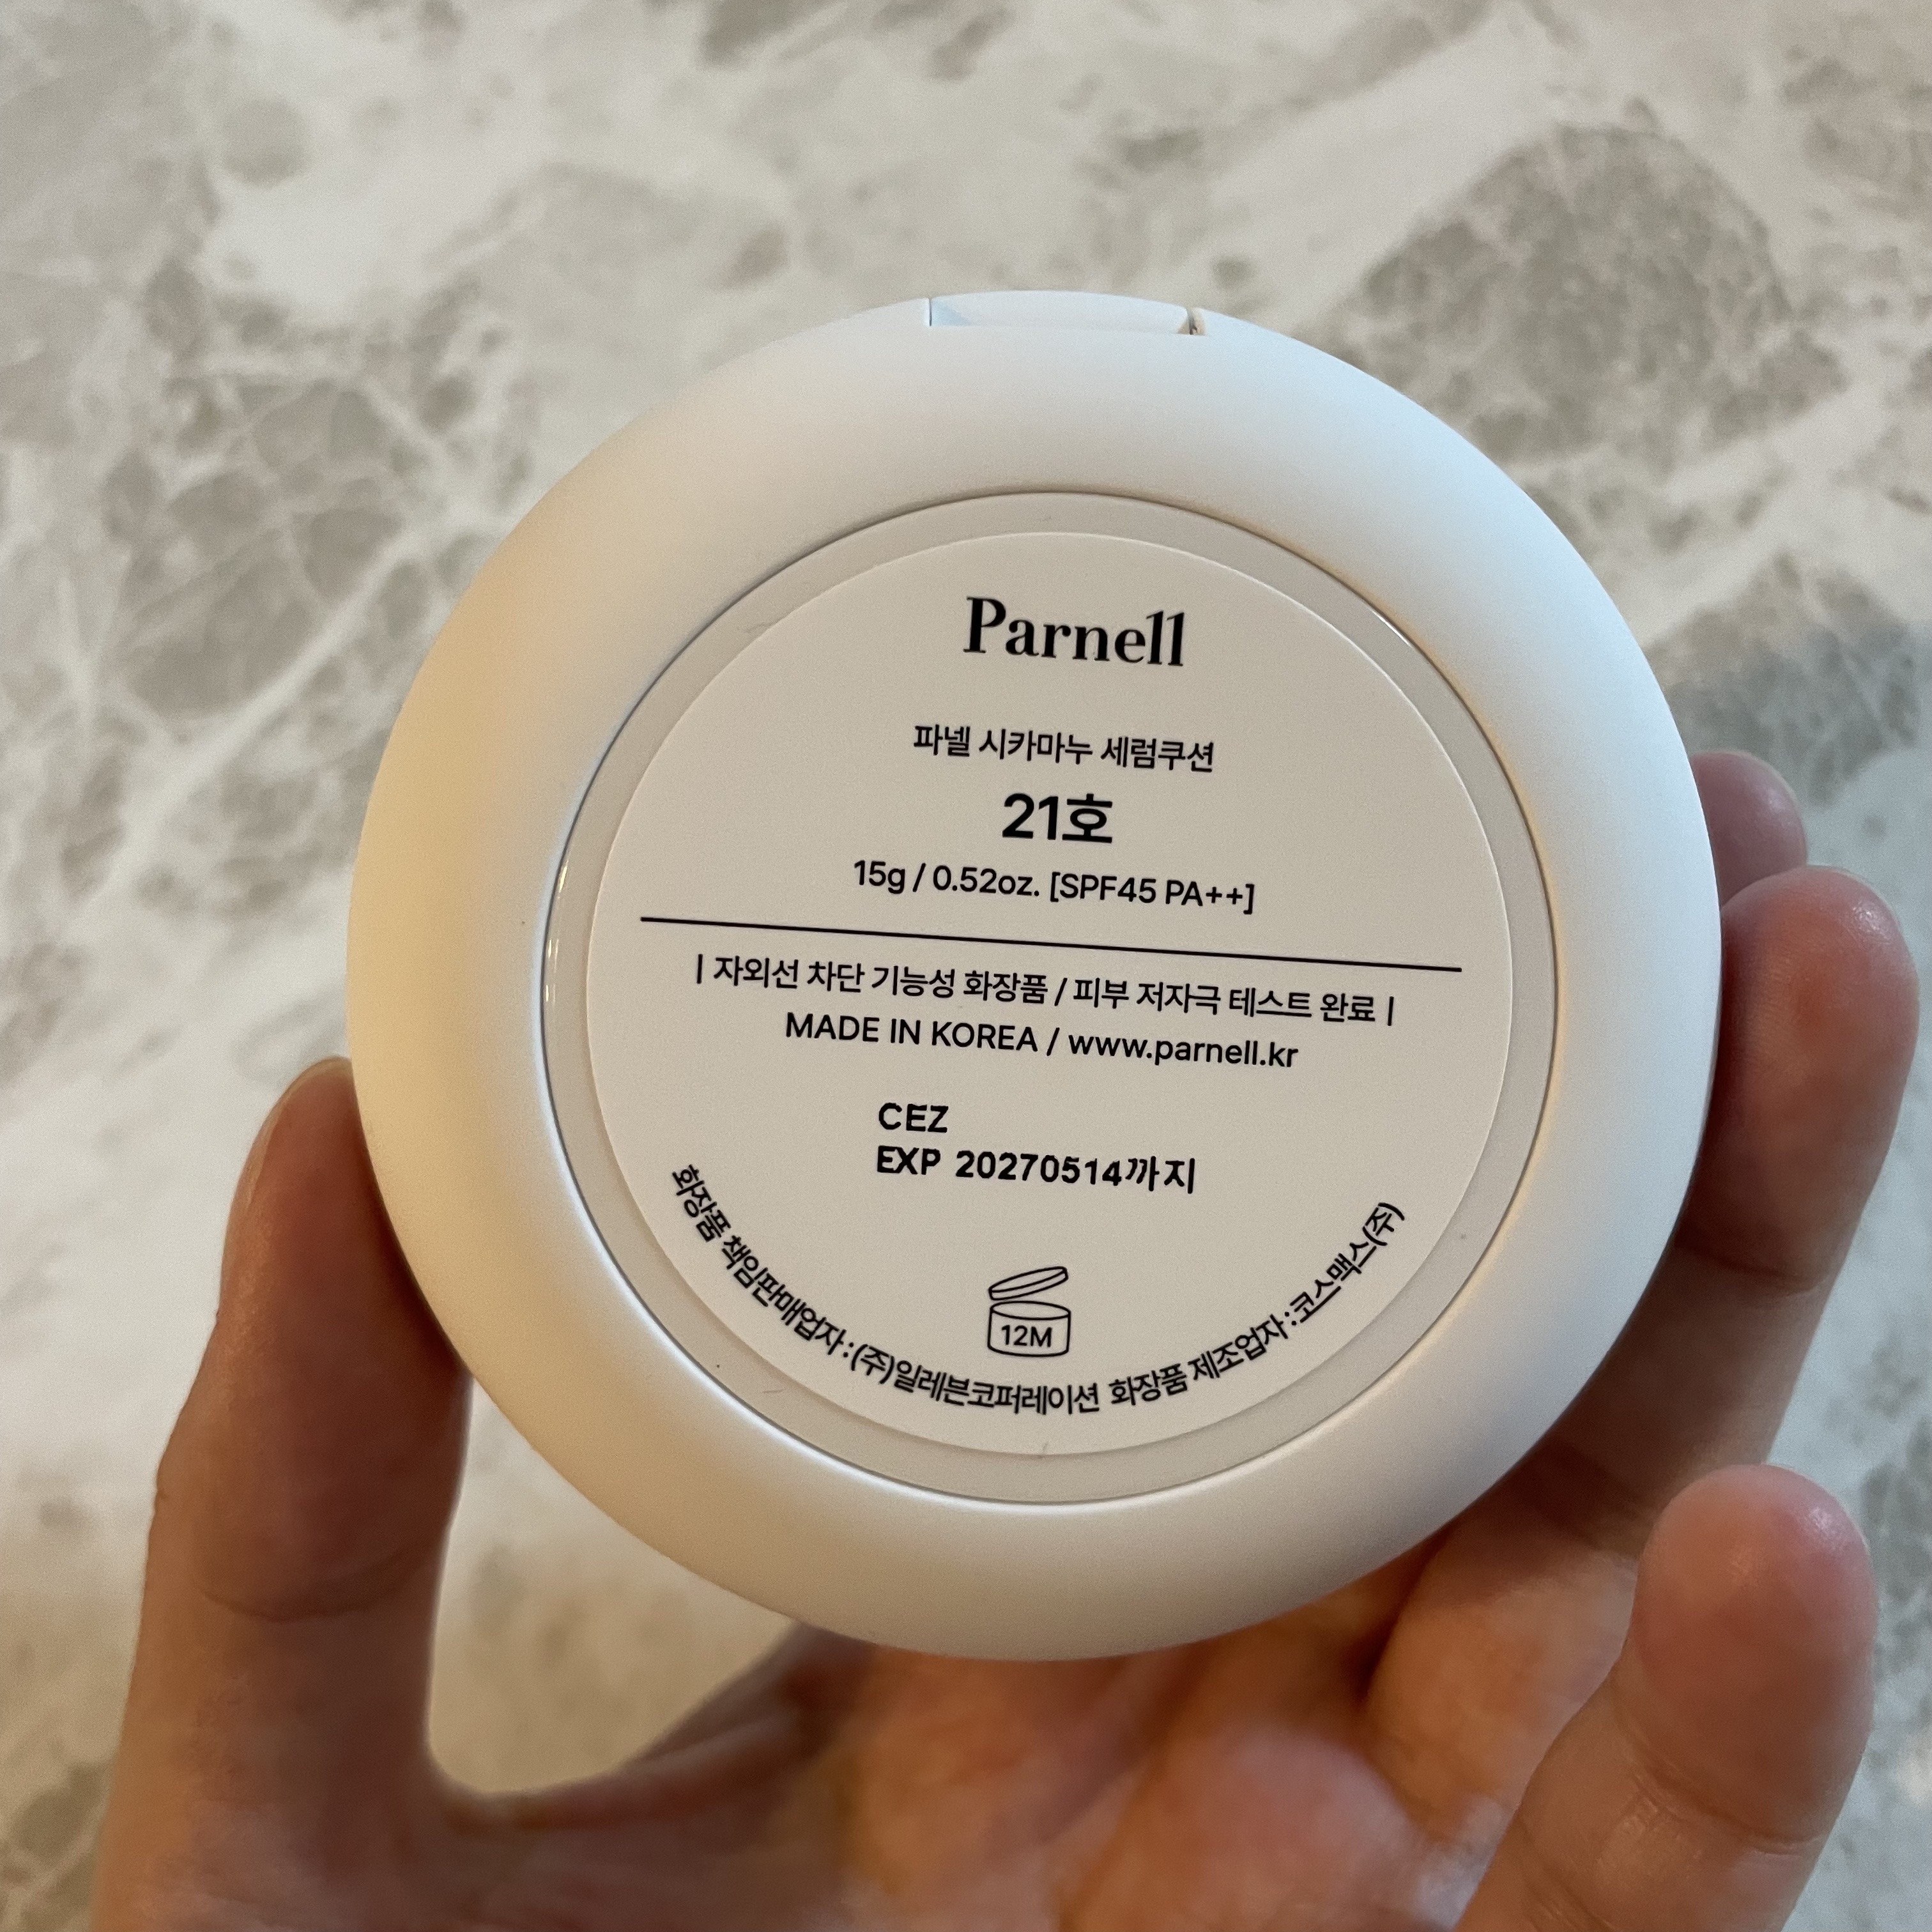 Parnell
파넬 시카마누 세럼쿠션
21호
15g / 0.52oz. [SPF45 PA++]
| 자외선 차단 기능성 화장품 / 피부 저자극 테스트 완료 |
MADE IN KOREA / www.parnell.kr
CEZ
EXP 20270514까지
12M
화장품 책임판매업자 : (주)일레븐코퍼레이션 화장품 제조업자 : 코스맥스(주)